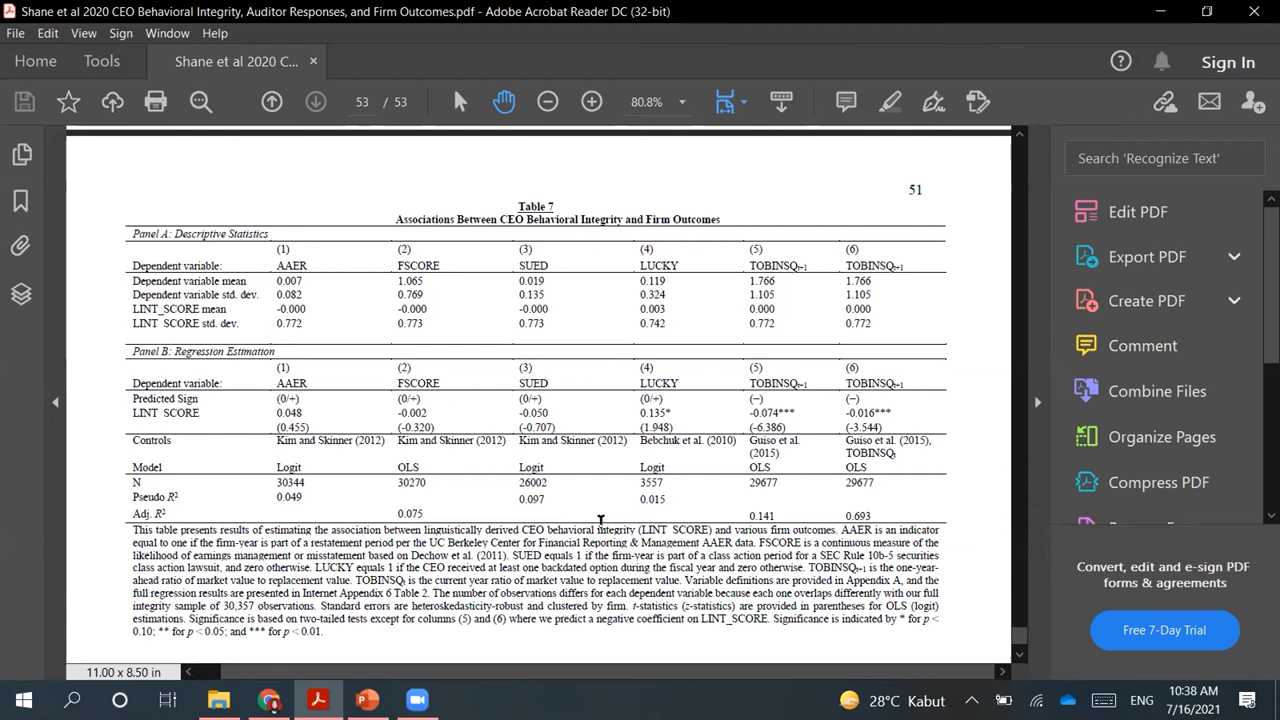 Shane et al 2020 CEO Behavioral Integrity, Auditor Responses, and Firm Outcomes.pdf - Adobe Acrobat Reader DC (32-bit)
File Edit View Sign Window Help
Home Tools Shane et al 2020 C... × Sign In
53 / 53 80.8%
Search 'Recognize Text'
Edit PDF
Export PDF
Create PDF
Comment
Combine Files
Organize Pages
Compress PDF
Convert, edit and e-sign PDF
forms & agreements
Free 7-Day Trial
51
Table 7
Associations Between CEO Behavioral Integrity and Firm Outcomes
Panel A: Descriptive Statistics
(1) (2) (3) (4) (5) (6)
Dependent variable: AAER FSCORE SUED LUCKY TOBINSQt+1 TOBINSQt+1
Dependent variable mean 0.007 1.065 0.019 0.119 1.766 1.766
Dependent variable std. dev. 0.082 0.769 0.135 0.324 1.105 1.105
LINT_SCORE mean -0.000 -0.000 -0.000 0.003 0.000 0.000
LINT_SCORE std. dev. 0.772 0.773 0.773 0.742 0.772 0.772
Panel B: Regression Estimation
(1) (2) (3) (4) (5) (6)
Dependent variable: AAER FSCORE SUED LUCKY TOBINSQt+1 TOBINSQt+1
Predicted Sign (0/+) (0/+) (0/+) (0/+) (−) (−)
LINT_SCORE 0.048 -0.002 -0.050 0.135* -0.074*** -0.016***
(0.455) (-0.320) (-0.707) (1.948) (-6.386) (-3.544)
Controls Kim and Skinner (2012) Kim and Skinner (2012) Kim and Skinner (2012) Bebchuk et al. (2010) Guiso et al. Guiso et al. (2015),
(2015) TOBINSQt
Model Logit OLS Logit Logit OLS OLS
N 30344 30270 26002 3557 29677 29677
Pseudo R² 0.049 0.097 0.015
Adj. R² 0.075 0.141 0.693
This table presents results of estimating the association between linguistically derived CEO behavioral integrity (LINT_SCORE) and various firm outcomes. AAER is an indicator
equal to one if the firm-year is part of a restatement period per the UC Berkeley Center for Financial Reporting & Management AAER data. FSCORE is a continuous measure of the
likelihood of earnings management or misstatement based on Dechow et al. (2011). SUED equals 1 if the firm-year is part of a class action period for a SEC Rule 10b-5 securities
class action lawsuit, and zero otherwise. LUCKY equals 1 if the CEO received at least one backdated option during the fiscal year and zero otherwise. TOBINSQt+1 is the one-year-
ahead ratio of market value to replacement value. TOBINSQt is the current year ratio of market value to replacement value. Variable definitions are provided in Appendix A, and the
full regression results are presented in Internet Appendix 6 Table 2. The number of observations differs for each dependent variable because each one overlaps differently with our full
integrity sample of 30,357 observations. Standard errors are heteroskedasticity-robust and clustered by firm. t-statistics (z-statistics) are provided in parentheses for OLS (logit)
estimations. Significance is based on two-tailed tests except for columns (5) and (6) where we predict a negative coefficient on LINT_SCORE. Significance is indicated by * for p <
0.10; ** for p < 0.05; and *** for p < 0.01.
11.00 x 8.50 in
28°C Kabut ENG 10:38 AM
7/16/2021